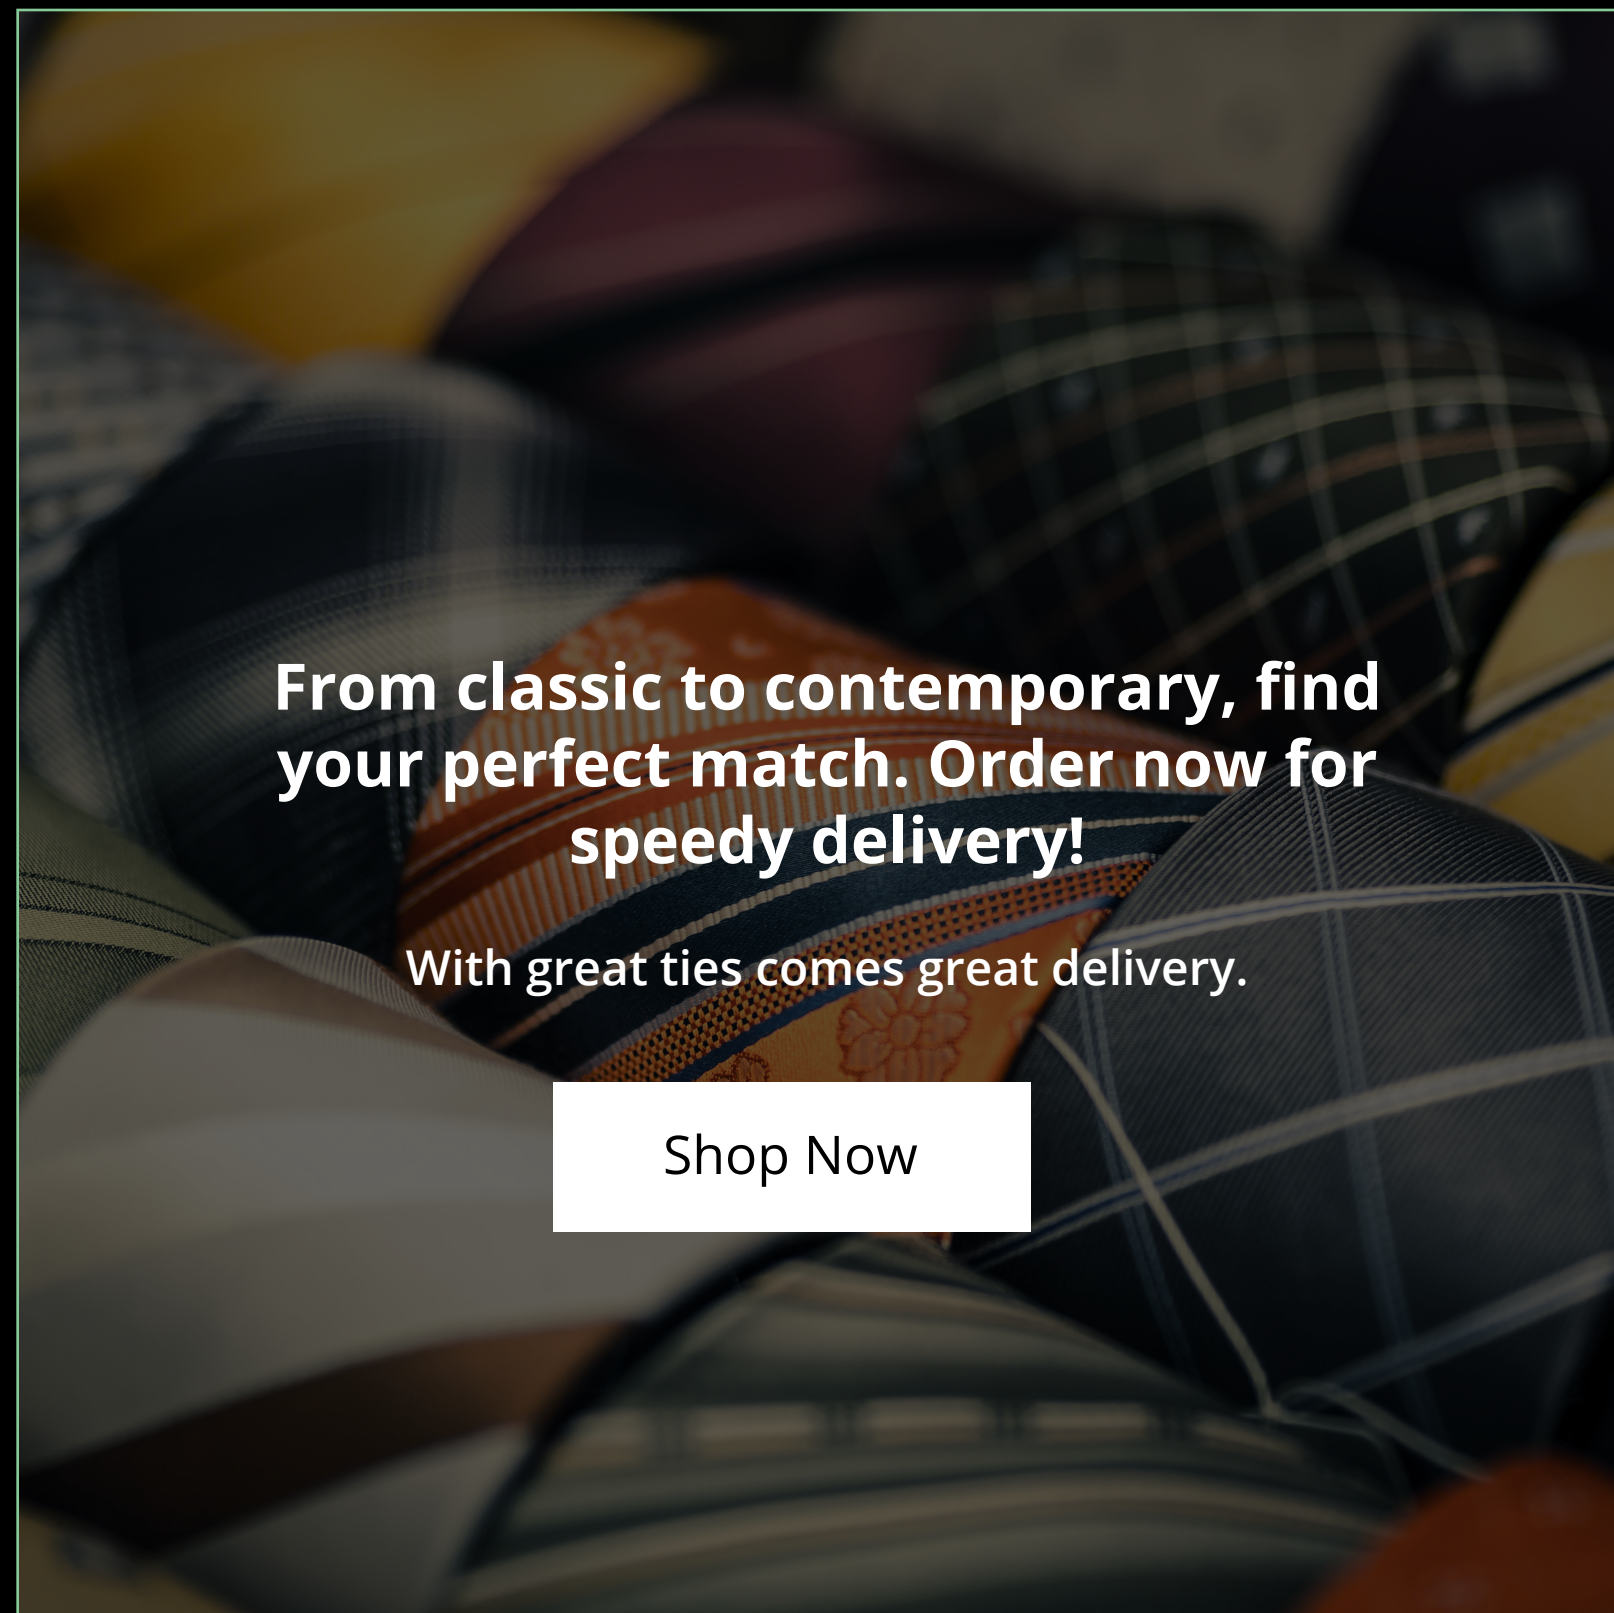 From classic to contemporary, find
your perfect match. Order now for
speedy delivery!
With great ties comes great delivery.
Shop Now